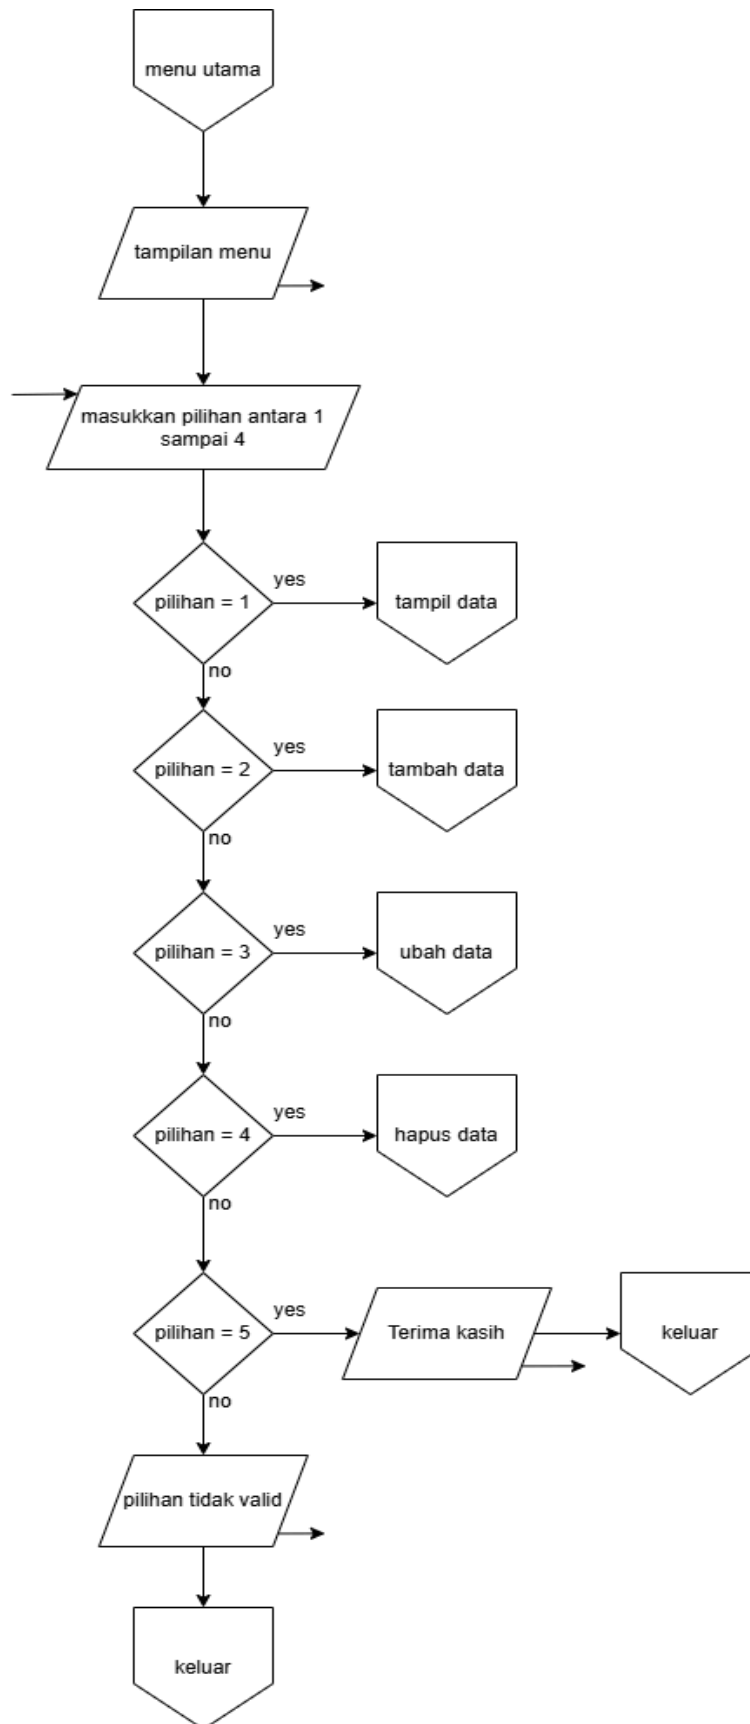 menu utama
tampilan menu
masukkan pilihan antara 1
sampai 4
pilihan = 1
yes
tampil data
no
pilihan = 2
yes
tambah data
no
pilihan = 3
yes
ubah data
no
pilihan = 4
yes
hapus data
no
pilihan = 5
yes
Terima kasih
keluar
no
pilihan tidak valid
keluar